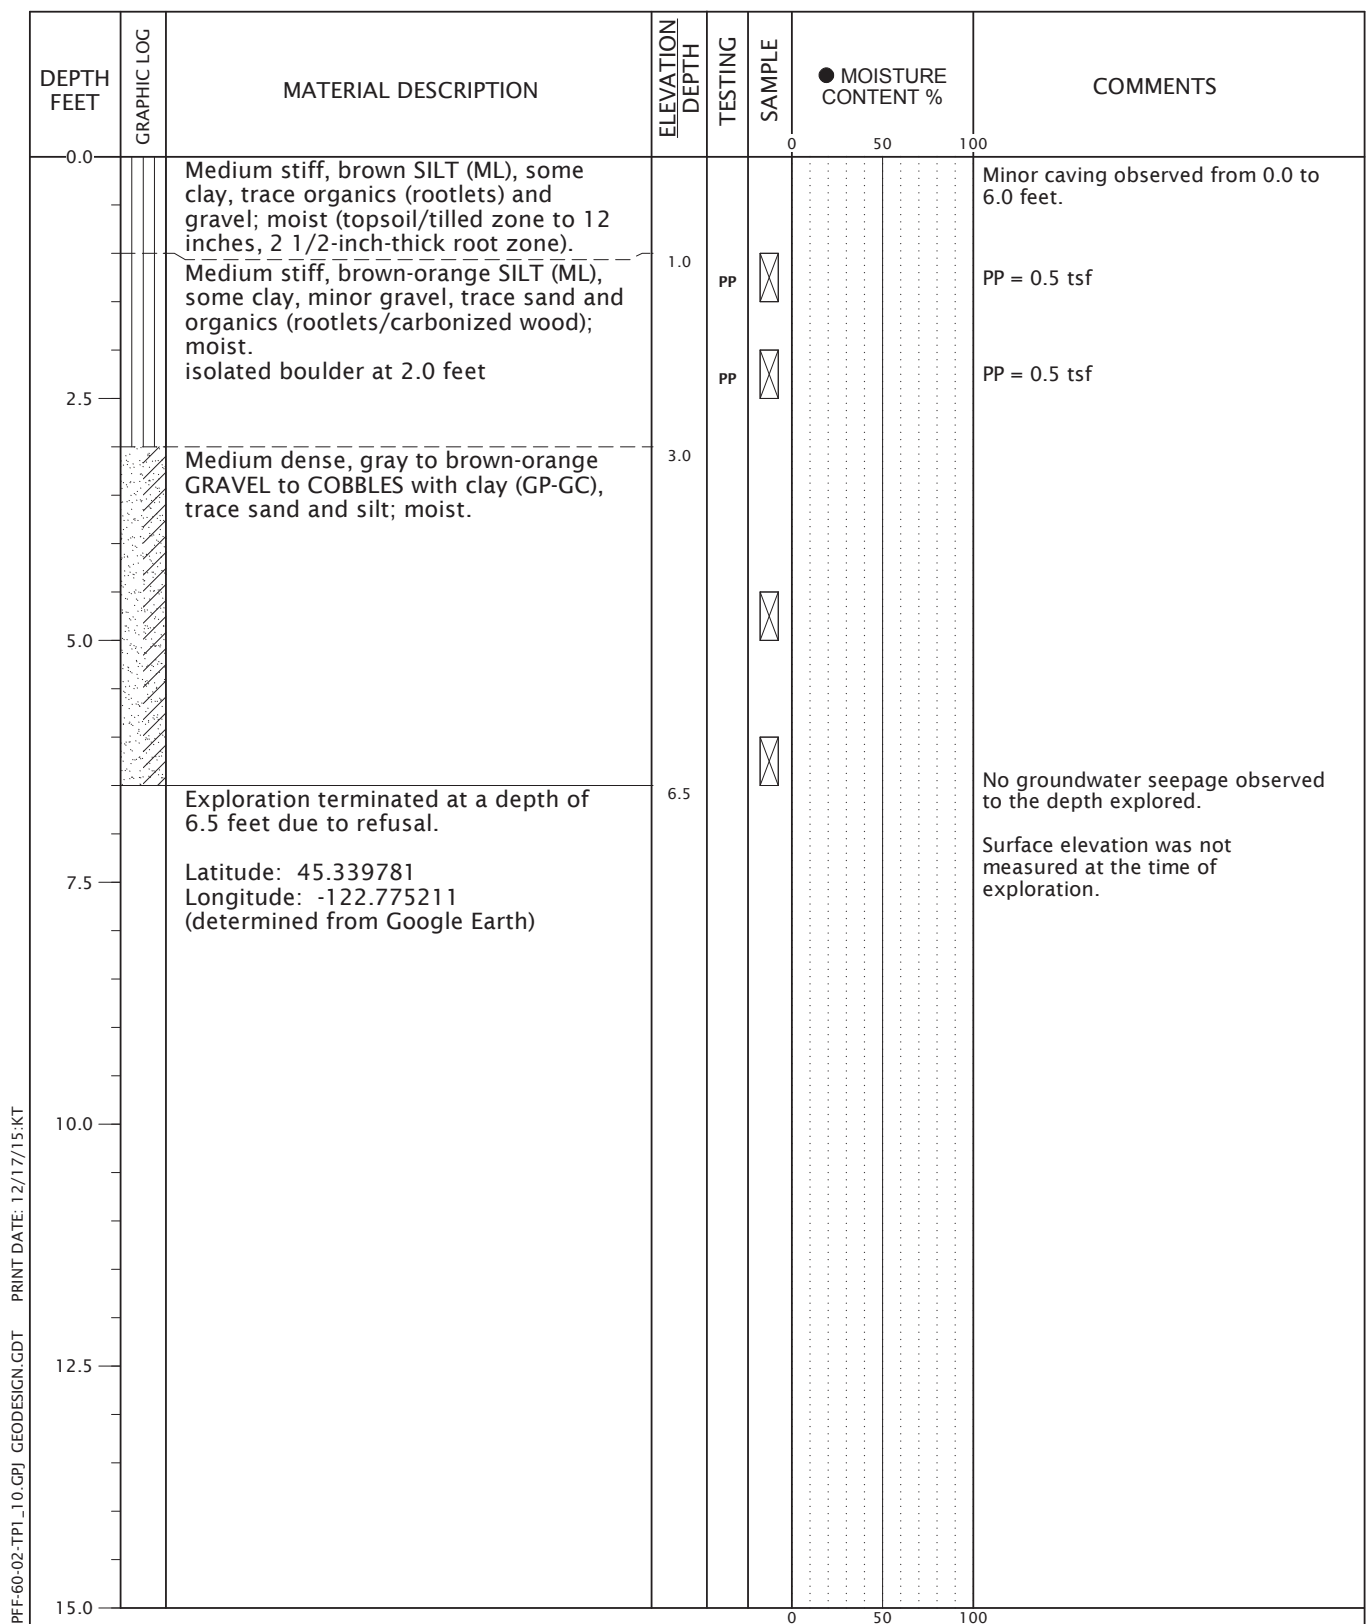 DEPTH
FEET
GRAPHIC LOG
MATERIAL DESCRIPTION
ELEVATION
DEPTH
TESTING
SAMPLE
● MOISTURE
CONTENT %
COMMENTS
0 50 100
0.0
Medium stiff, brown SILT (ML), some
clay, trace organics (rootlets) and
gravel; moist (topsoil/tilled zone to 12
inches, 2 1/2-inch-thick root zone).
Minor caving observed from 0.0 to
6.0 feet.
1.0
Medium stiff, brown-orange SILT (ML),
some clay, minor gravel, trace sand and
organics (rootlets/carbonized wood);
moist.
isolated boulder at 2.0 feet
PP
PP = 0.5 tsf
PP
PP = 0.5 tsf
2.5
3.0
Medium dense, gray to brown-orange
GRAVEL to COBBLES with clay (GP-GC),
trace sand and silt; moist.
5.0
6.5
Exploration terminated at a depth of
6.5 feet due to refusal.
Latitude: 45.339781
Longitude: -122.775211
(determined from Google Earth)
No groundwater seepage observed
to the depth explored.
Surface elevation was not
measured at the time of
exploration.
7.5
10.0
12.5
15.0
0 50 100
PFF-60-02-TP1_10.GPJ GEODESIGN.GDT PRINT DATE: 12/17/15:KT